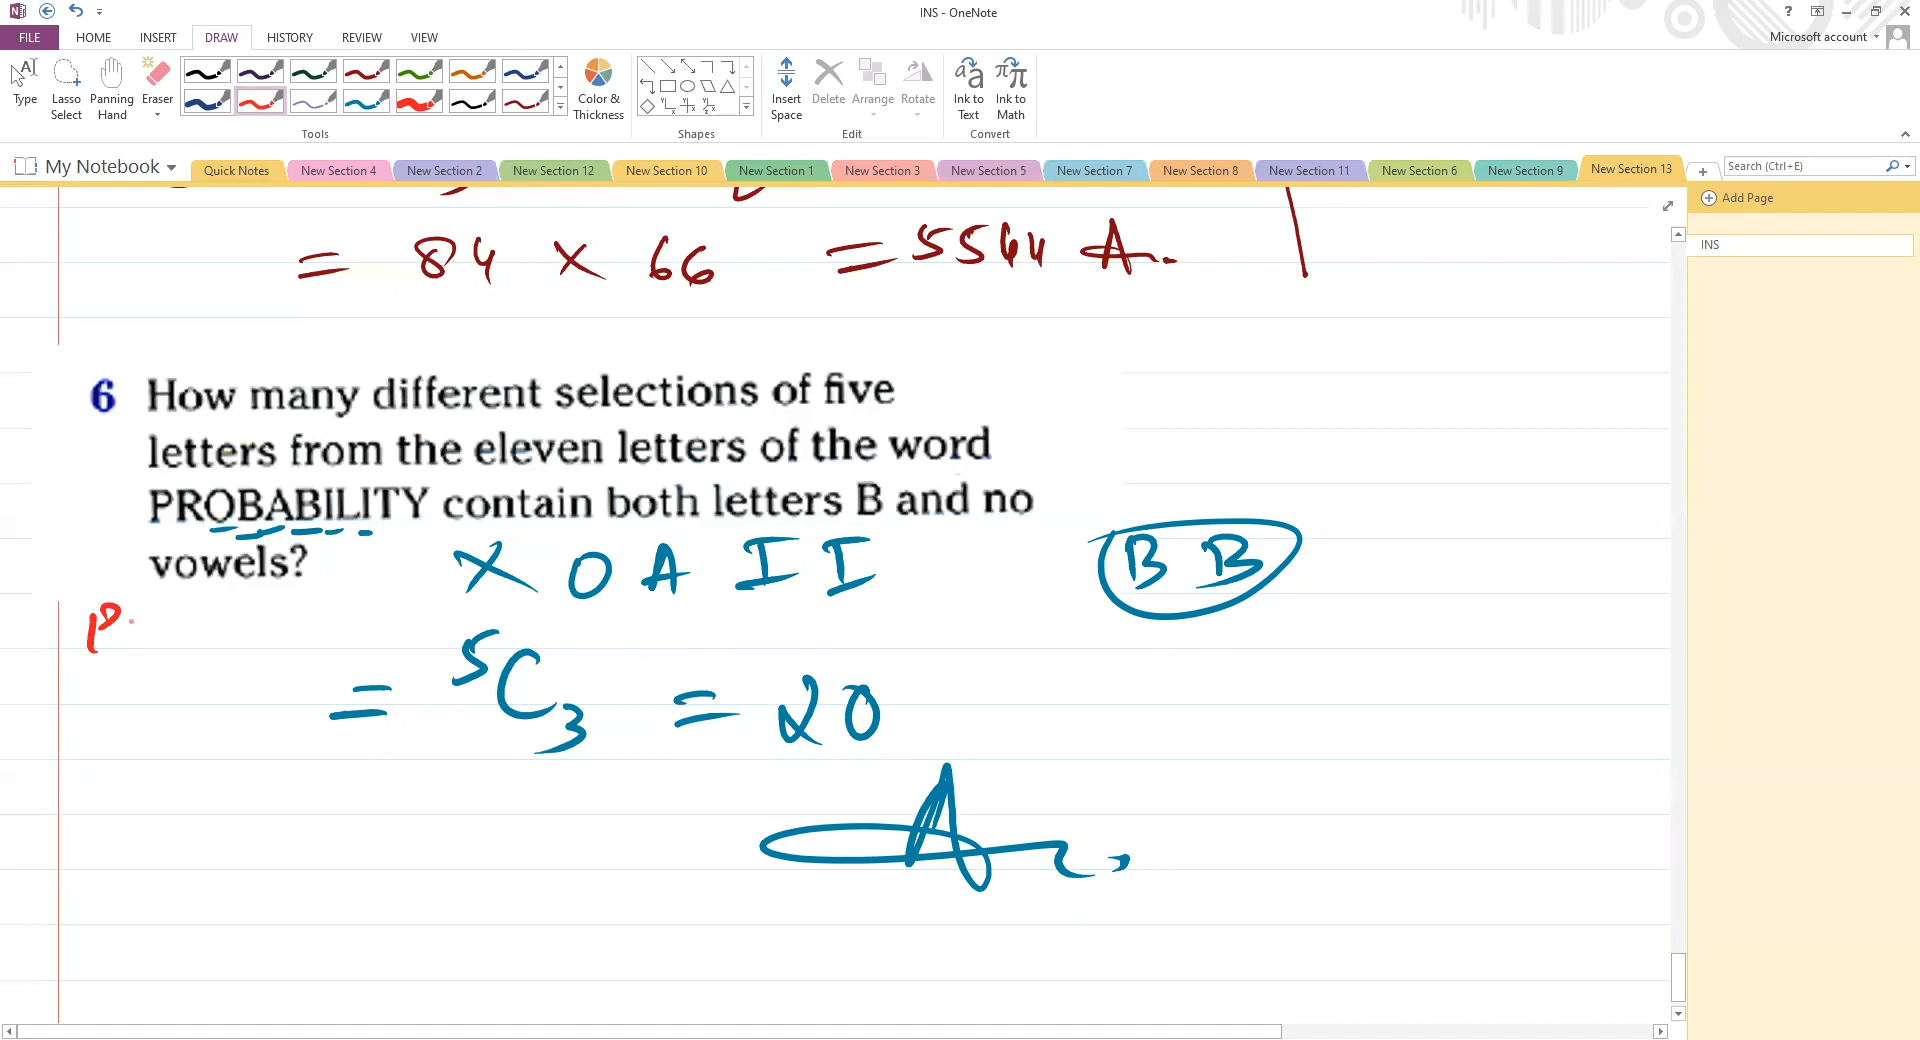 INS - OneNote
?
FILE HOME INSERT DRAW HISTORY REVIEW VIEW
Microsoft account
Type
Lasso Select
Panning Hand
Eraser
Color & Thickness
Insert Space
Delete
Arrange
Rotate
Ink to Text
Ink to Math
Tools Shapes Edit Convert
My Notebook Quick Notes New Section 4 New Section 2 New Section 12 New Section 10 New Section 1 New Section 3 New Section 5 New Section 7 New Section 8 New Section 11 New Section 6 New Section 9 New Section 13
Search (Ctrl+E)
Add Page
INS
= 84 × 66 = 5544 A.
6 How many different selections of five
letters from the eleven letters of the word
PROBABILITY contain both letters B and no
vowels?
X O A I I
B B
P
= 5C3 = 20
A